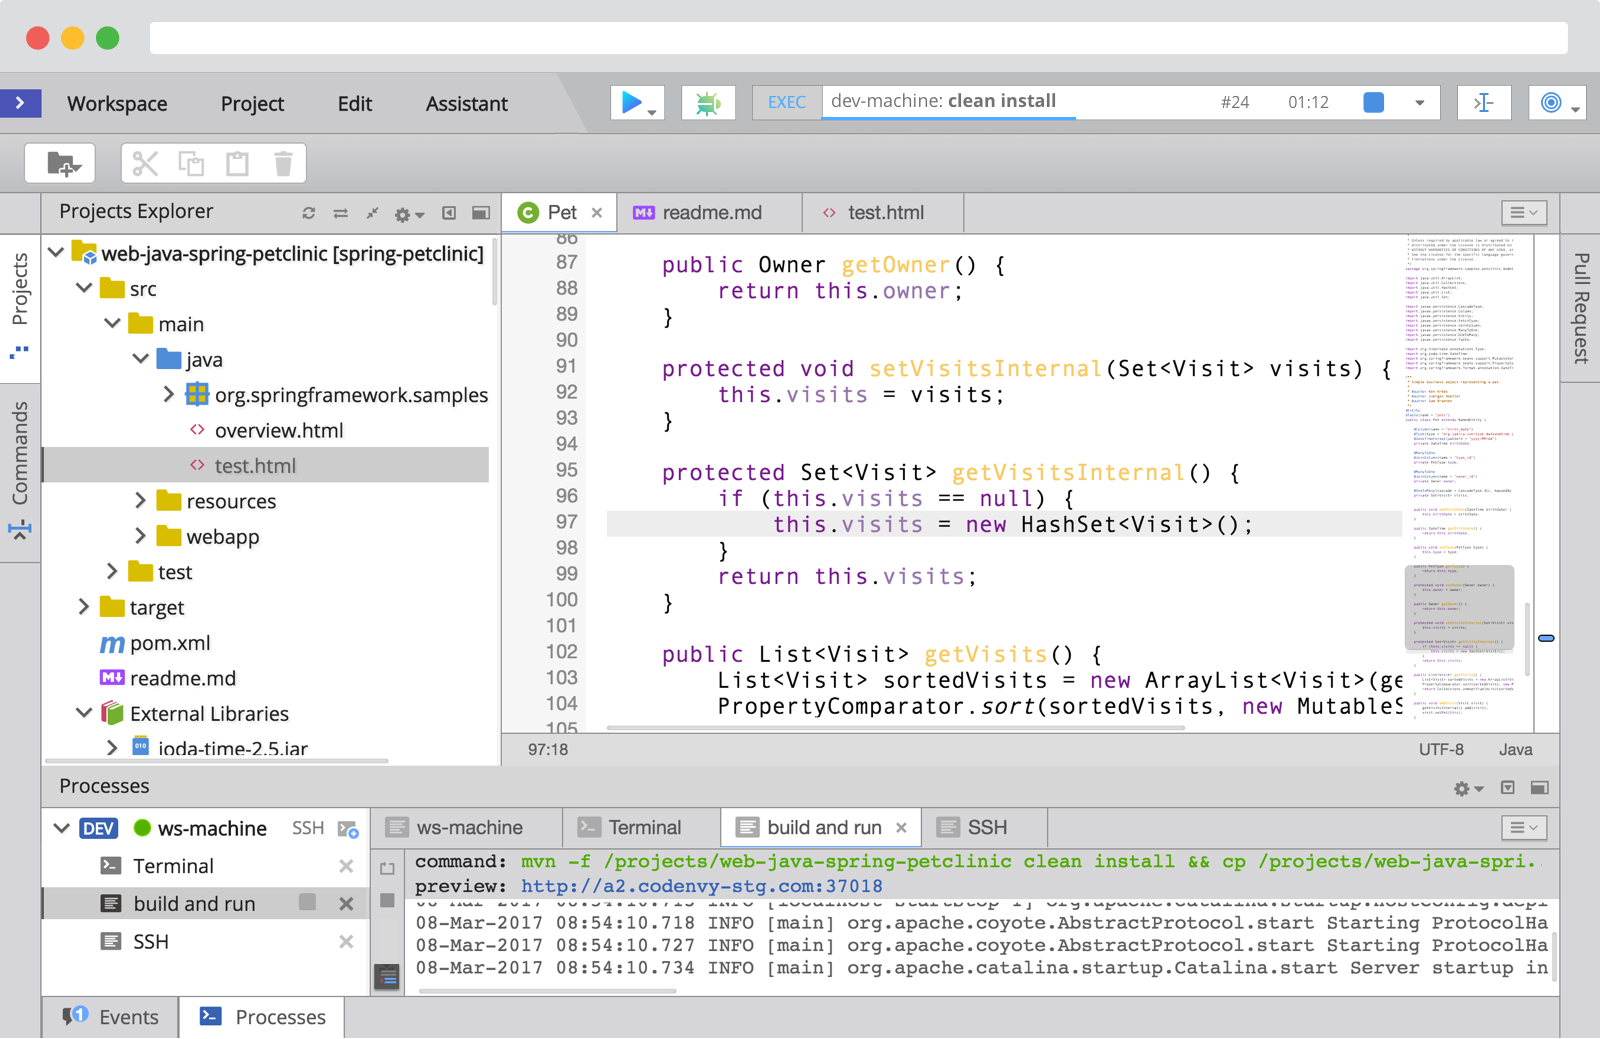 Workspace Project Edit Assistant EXEC dev-machine: clean install #24 01:12
Projects Explorer
Pet
readme.md
test.html
Projects
Commands
Pull Request
web-java-spring-petclinic [spring-petclinic]
src
main
java
org.springframework.samples
overview.html
test.html
resources
webapp
test
target
pom.xml
readme.md
External Libraries
joda-time-2.5.jar
86
87 public Owner getOwner() {
88 return this.owner;
89 }
90
91 protected void setVisitsInternal(Set<Visit> visits) {
92 this.visits = visits;
93 }
94
95 protected Set<Visit> getVisitsInternal() {
96 if (this.visits == null) {
97 this.visits = new HashSet<Visit>();
98 }
99 return this.visits;
100 }
101
102 public List<Visit> getVisits() {
103 List<Visit> sortedVisits = new ArrayList<Visit>(ge
104 PropertyComparator.sort(sortedVisits, new MutableS
105
97:18 UTF-8 Java
Processes
DEV ws-machine SSH
Terminal
build and run
SSH
ws-machine
Terminal
build and run
SSH
command: mvn -f /projects/web-java-spring-petclinic clean install && cp /projects/web-java-spri..
preview: http://a2.codenvy-stg.com:37018
08-Mar-2017 08:54:10.718 INFO [main] org.apache.coyote.AbstractProtocol.start Starting ProtocolHa
08-Mar-2017 08:54:10.727 INFO [main] org.apache.coyote.AbstractProtocol.start Starting ProtocolHa
08-Mar-2017 08:54:10.734 INFO [main] org.apache.catalina.startup.Catalina.start Server startup in
1 Events
Processes